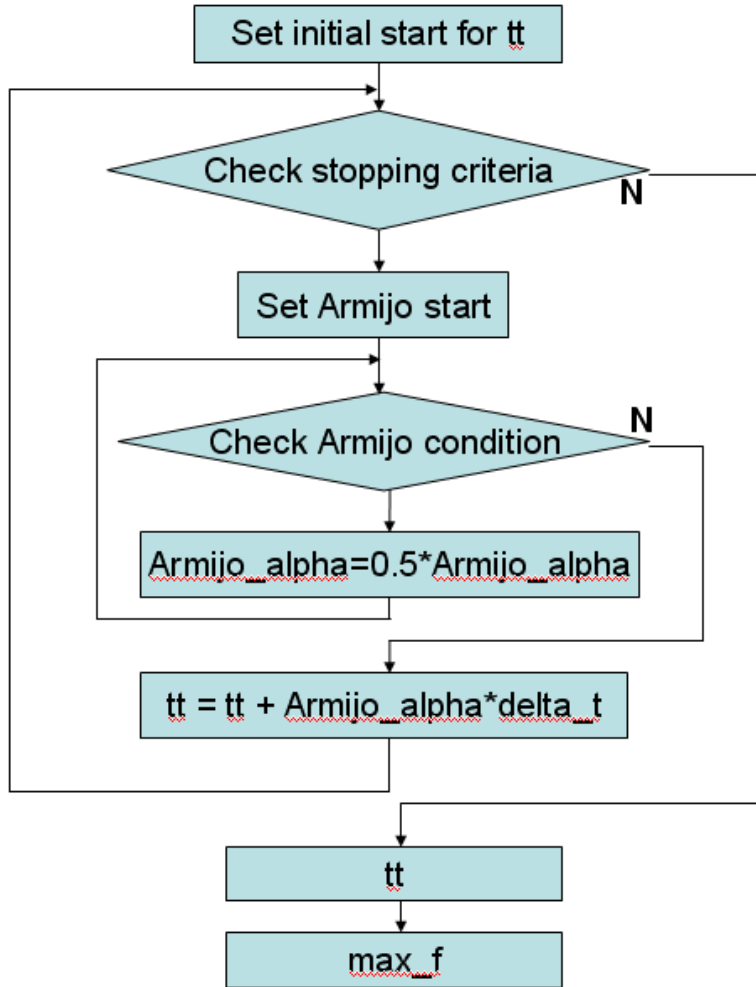 Set initial start for tt
Check stopping criteria
N
Set Armijo start
N
Check Armijo condition
Armijo_alpha=0.5*Armijo_alpha
tt = tt + Armijo_alpha*delta_t
tt
max_f